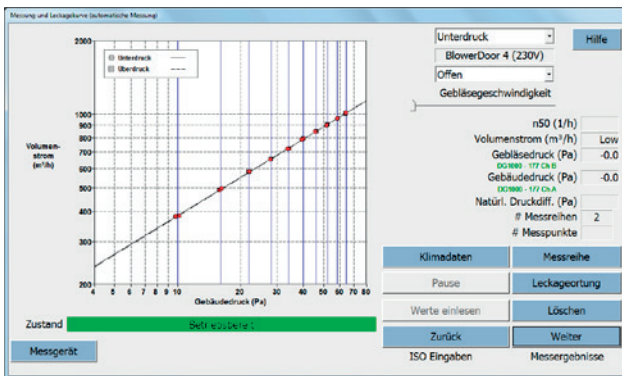 Messung und Leckagekurve (automatische Messung)
Unterdruck
Hilfe
BlowerDoor 4 (230V)
Offen
Gebläsegeschwindigkeit
n50 (1/h)
Volumenstrom (m³/h) Low
Gebläsedruck (Pa) -0.0
DG1000 - 177 Ch B
Gebäudedruck (Pa) -0.0
DG1000 - 177 Ch A
Natürl. Druckdiff. (Pa)
# Messreihen 2
# Messpunkte
Klimadaten Messreihe
Pause Leckageortung
Werte einlesen Löschen
Zurück Weiter
ISO Eingaben Messergebnisse
Unterdruck
Überdruck
2000
1000
900
800
700
600
500
400
300
200
Volumen-
strom
(m³/h)
4 5 6 7 8 9 10 20 30 40 50 60 70 80
Gebäudedruck (Pa)
Zustand Betriebsbereit
Messgerät